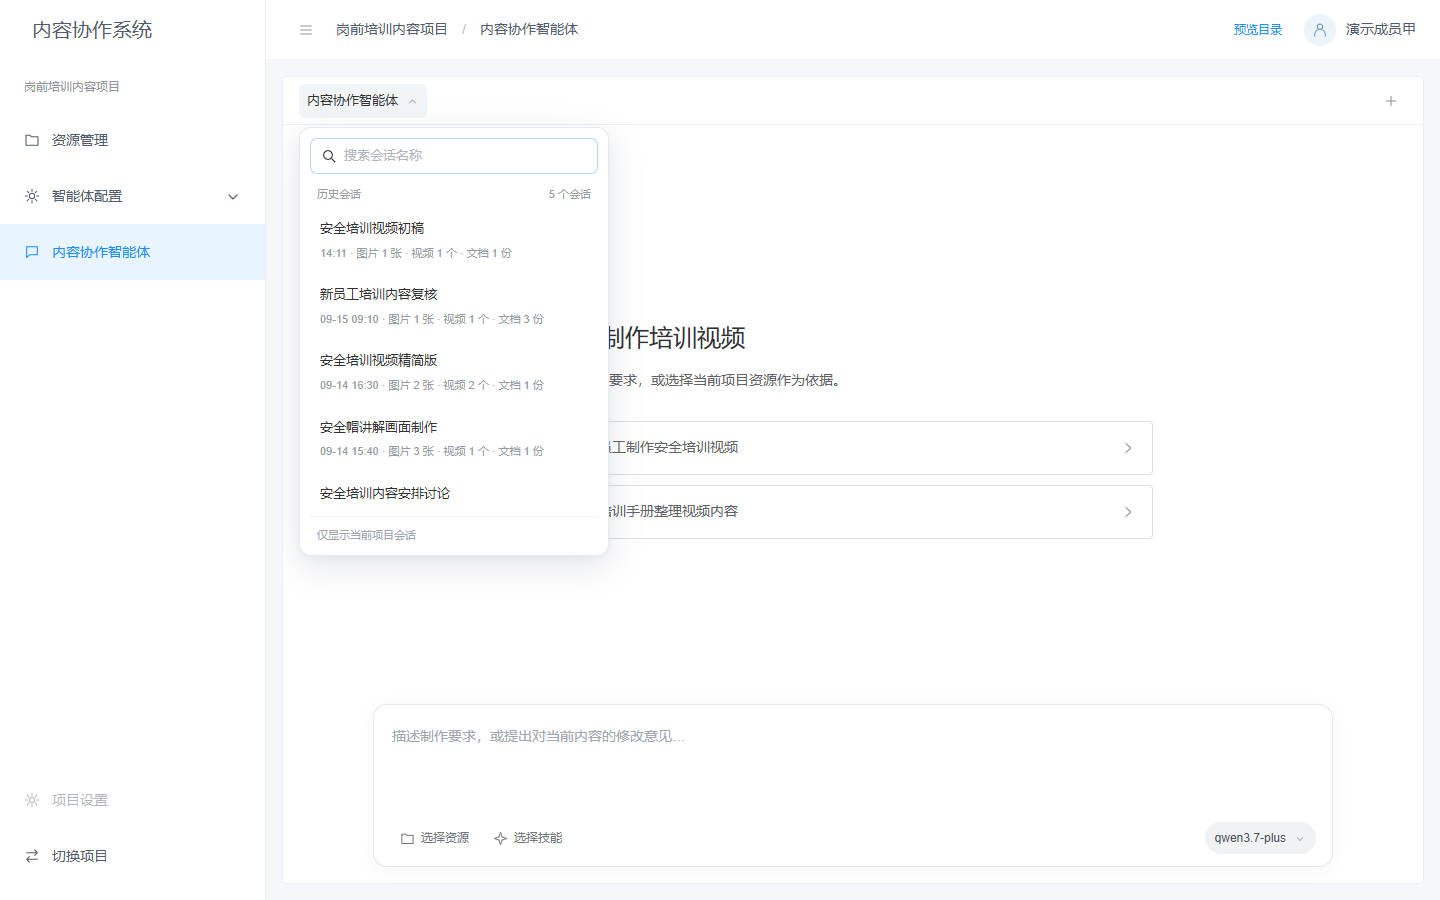 内容协作系统
岗前培训内容项目
资源管理
智能体配置
内容协作智能体
项目设置
切换项目
岗前培训内容项目 / 内容协作智能体
预览目录
演示成员甲
内容协作智能体
搜索会话名称
历史会话
5 个会话
安全培训视频初稿
14:11 · 图片 1 张 · 视频 1 个 · 文档 1 份
新员工培训内容复核
09-15 09:10 · 图片 1 张 · 视频 1 个 · 文档 3 份
安全培训视频精简版
09-14 16:30 · 图片 2 张 · 视频 2 个 · 文档 1 份
安全帽讲解画面制作
09-14 15:40 · 图片 3 张 · 视频 1 个 · 文档 1 份
安全培训内容安排讨论
仅显示当前项目会话
制作培训视频
要求，或选择当前项目资源作为依据。
员工制作安全培训视频
培训手册整理视频内容
描述制作要求，或提出对当前内容的修改意见...
选择资源
选择技能
qwen3.7-plus